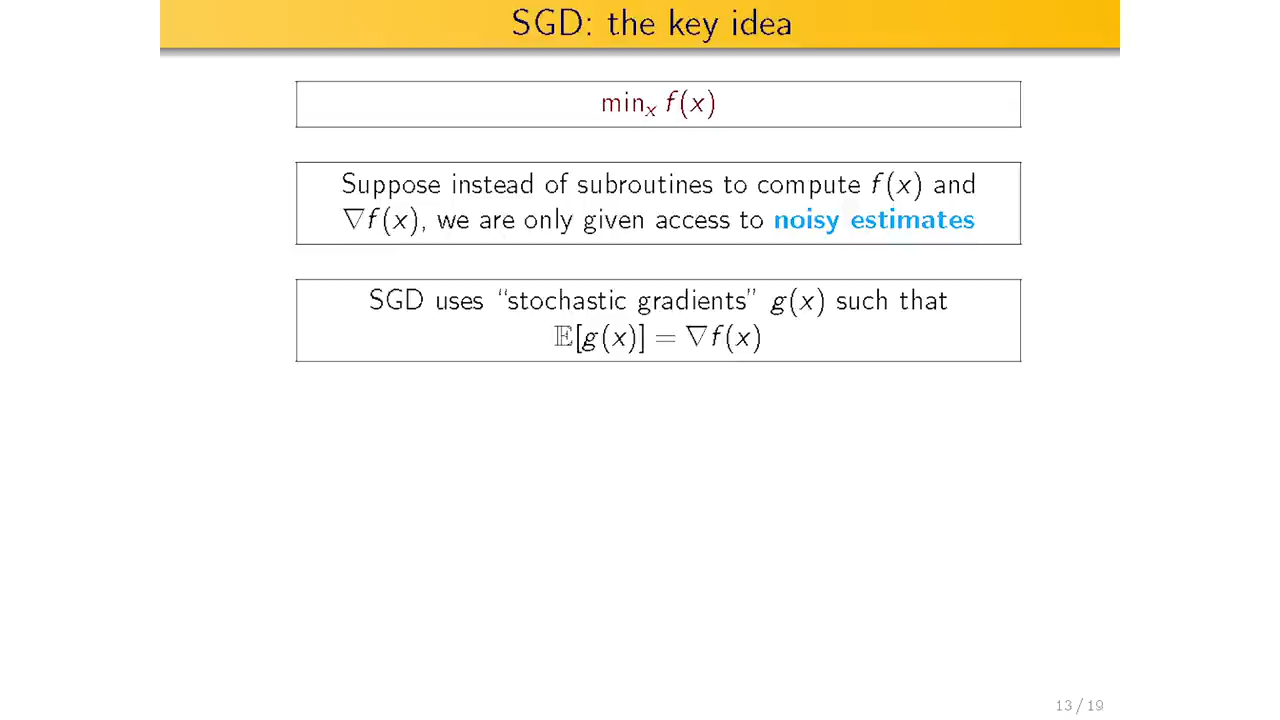 SGD: the key idea
minₓ f(x)
Suppose instead of subroutines to compute f(x) and
∇f(x), we are only given access to noisy estimates
SGD uses “stochastic gradients” g(x) such that
𝔼[g(x)] = ∇f(x)
13 / 19